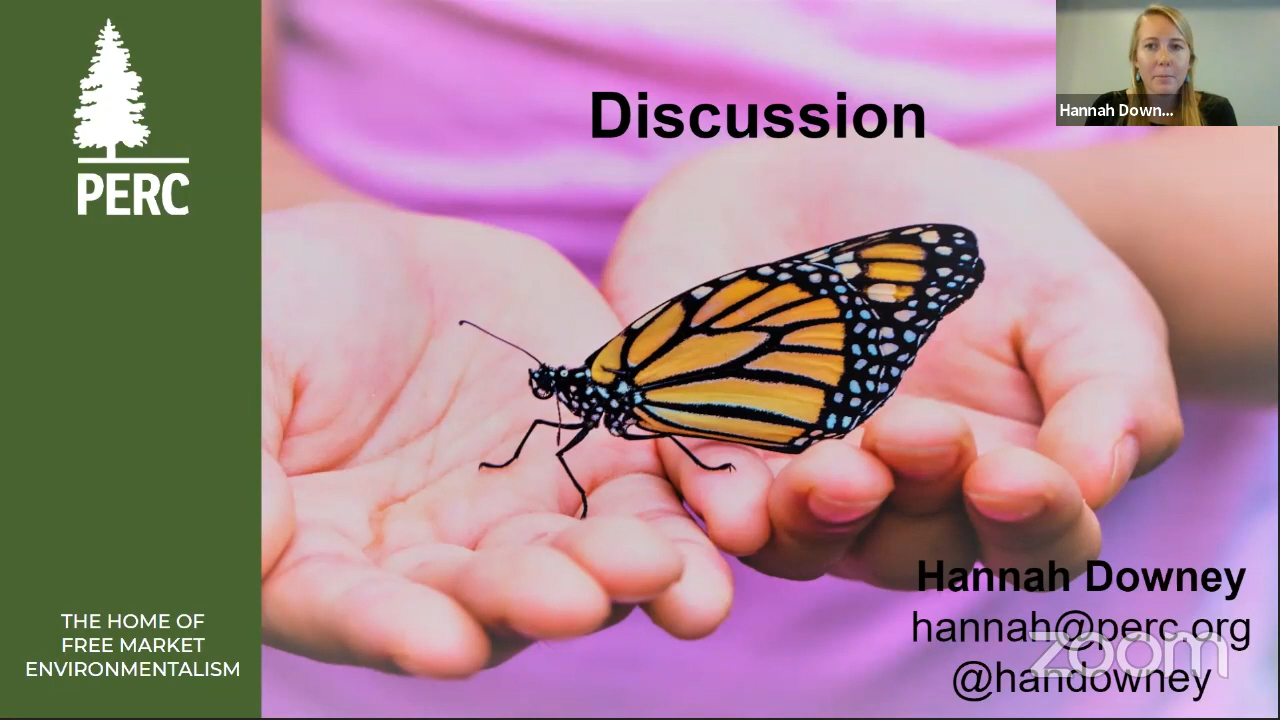 PERC
THE HOME OF
FREE MARKET
ENVIRONMENTALISM
Discussion
Hannah Down...
Hannah Downey
hannah@perc.org
@handowney
zoom